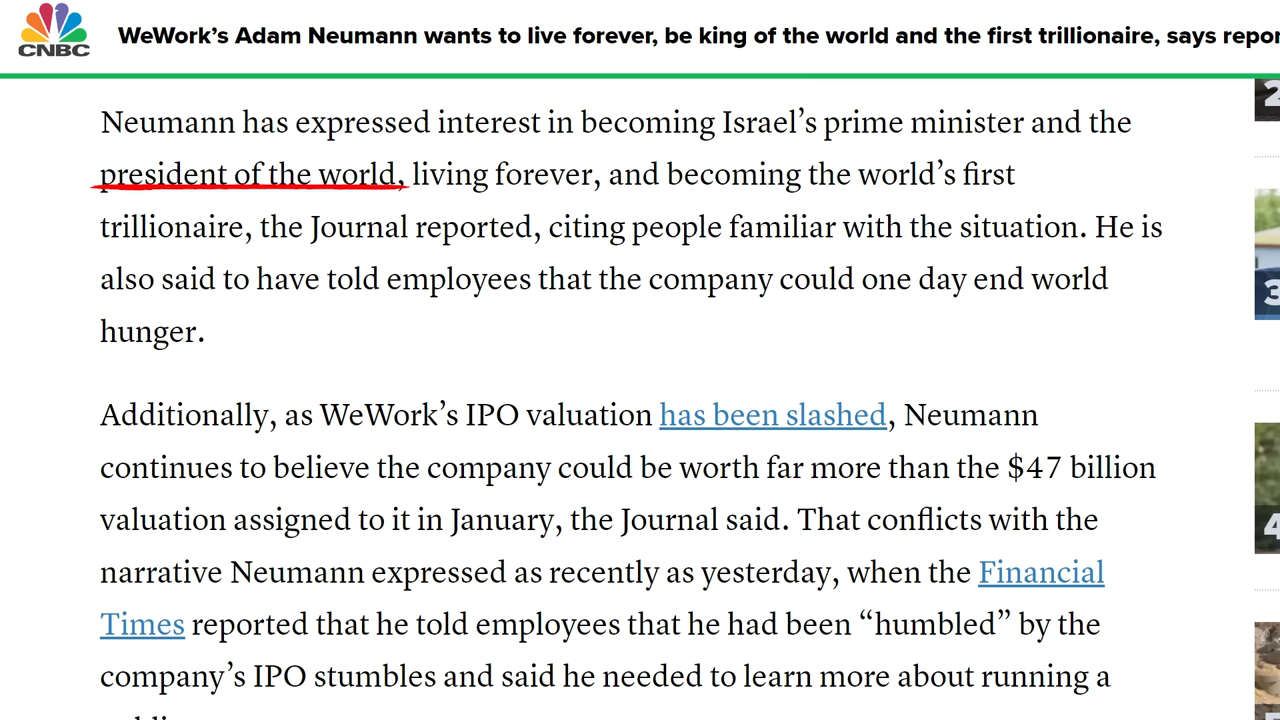 CNBC
WeWork’s Adam Neumann wants to live forever, be king of the world and the first trillionaire, says
Neumann has expressed interest in becoming Israel’s prime minister and the
president of the world, living forever, and becoming the world’s first
trillionaire, the Journal reported, citing people familiar with the situation. He is
also said to have told employees that the company could one day end world
hunger.
Additionally, as WeWork’s IPO valuation has been slashed, Neumann
continues to believe the company could be worth far more than the $47 billion
valuation assigned to it in January, the Journal said. That conflicts with the
narrative Neumann expressed as recently as yesterday, when the Financial
Times reported that he told employees that he had been “humbled” by the
company’s IPO stumbles and said he needed to learn more about running a
2
3
4